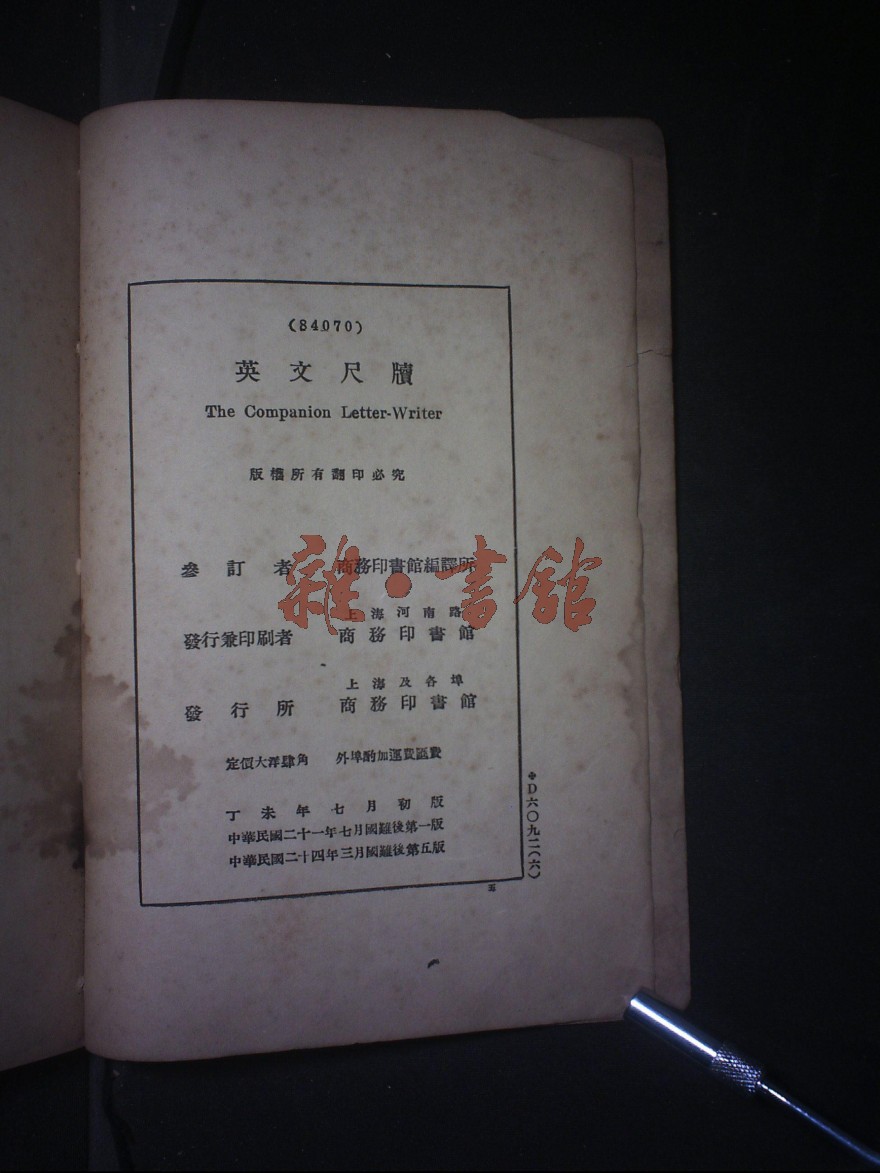 (84070)
英文尺牘
The Companion Letter-Writer
版權所有翻印必究
參訂者 商務印書館編譯所
上海河南路
發行兼印刷者 商務印書館
上海及各埠
發行所 商務印書館
定價大洋肆角 外埠酌加運費匯費
丁未年七月初版
中華民國二十一年七月國難後第一版
中華民國二十四年三月國難後第五版
五
*D六〇九二(六)
雜·書館